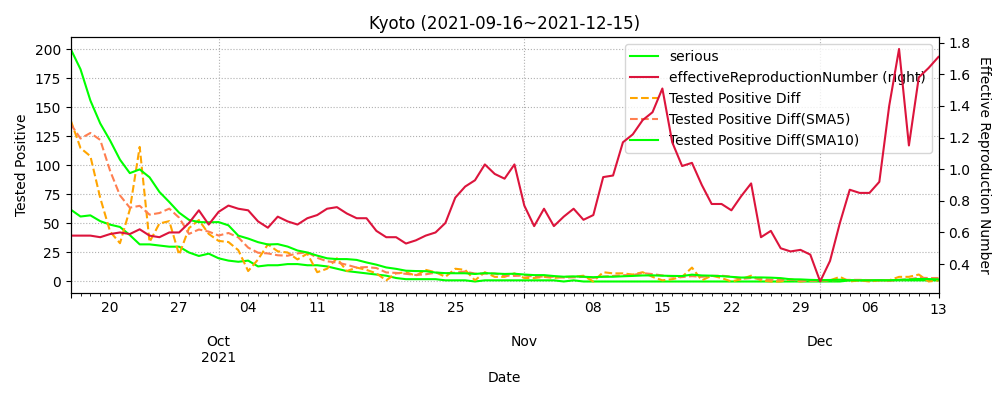 Kyoto (2021-09-16~2021-12-15)
serious
effectiveReproductionNumber (right)
Tested Positive Diff
Tested Positive Diff(SMA5)
Tested Positive Diff(SMA10)
Tested Positive
200
175
150
125
100
75
50
25
0
1.8
1.6
1.4
1.2
1.0
0.8
0.6
0.4
Effective Reproduction Number
20
27
04
11
18
25
08
15
22
29
06
13
Oct
2021
Nov
Dec
Date